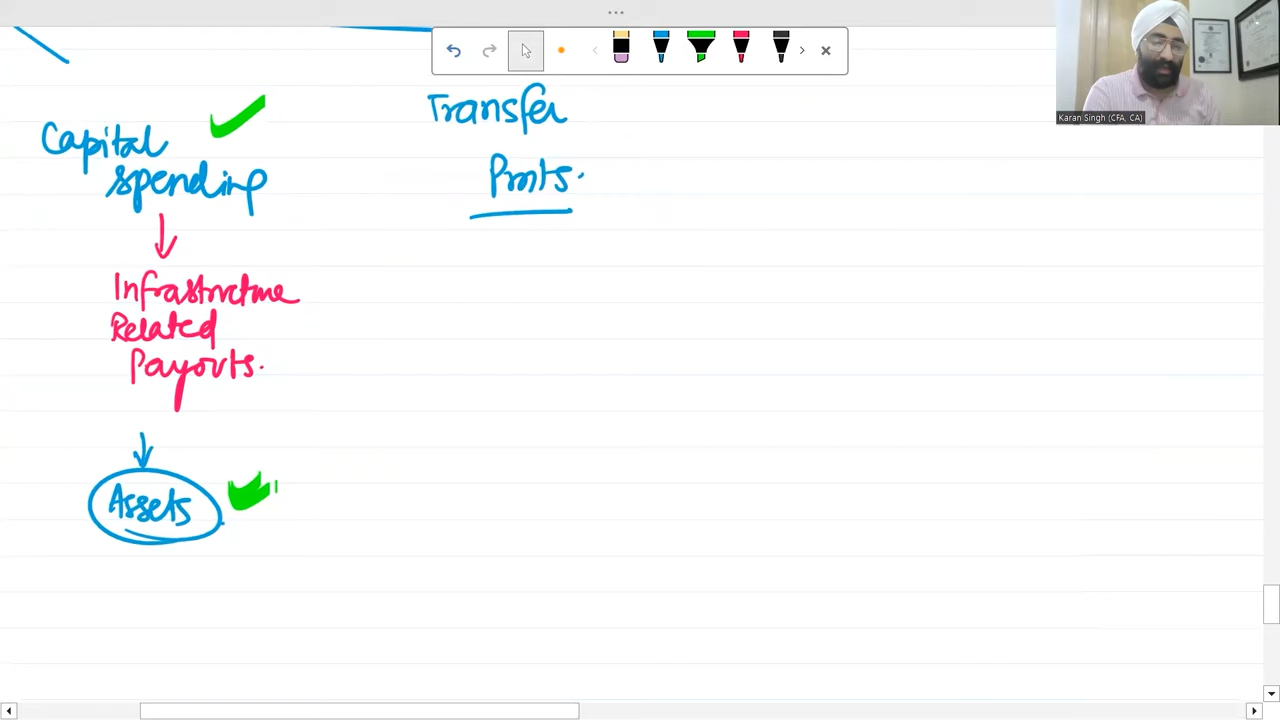 Capital
spending
Infrastructure
Related
Payouts.
Assets
Transfer
Pmts.
Karan Singh (CFA, CA)